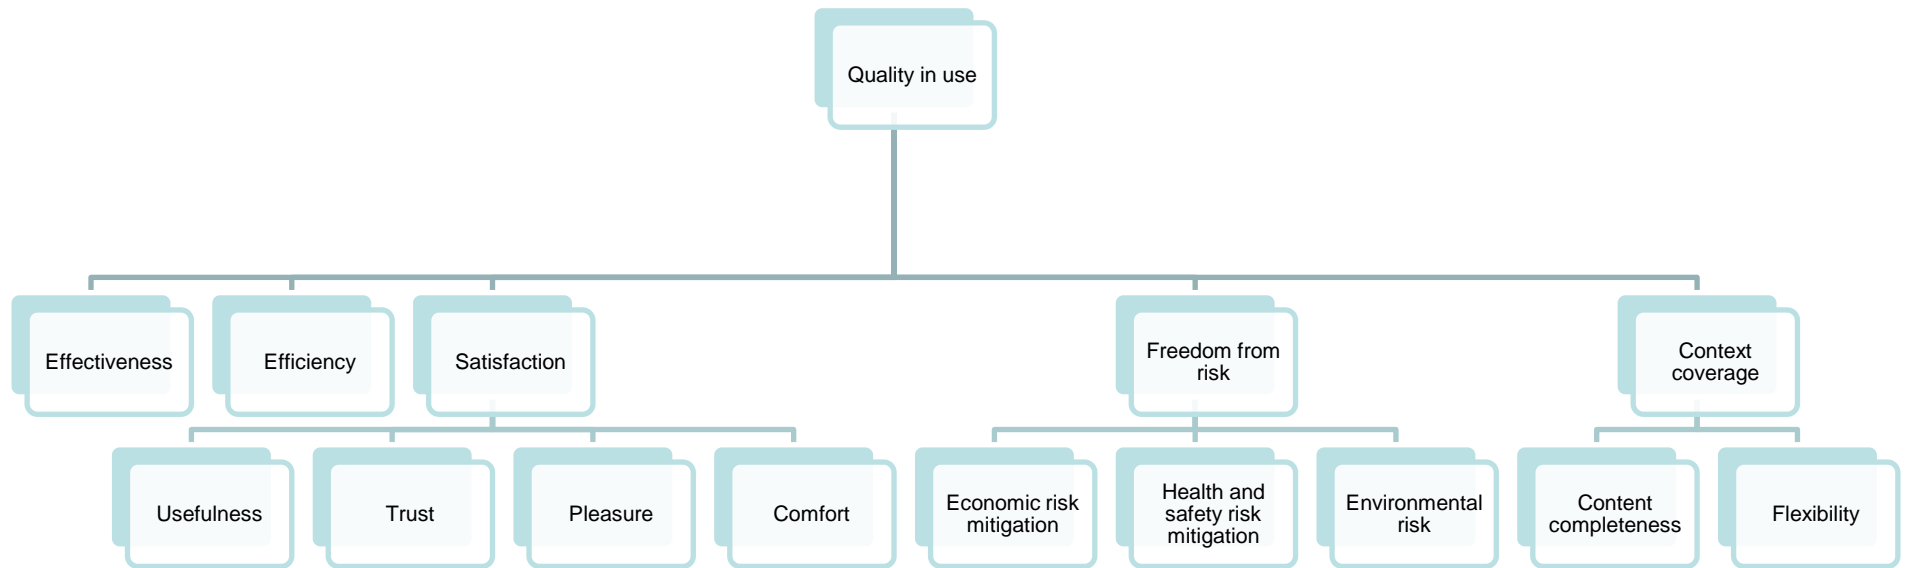 Quality in use
Effectiveness
Efficiency
Satisfaction
Freedom from
risk
Context
coverage
Usefulness
Trust
Pleasure
Comfort
Economic risk
mitigation
Health and
safety risk
mitigation
Environmental
risk
Content
completeness
Flexibility